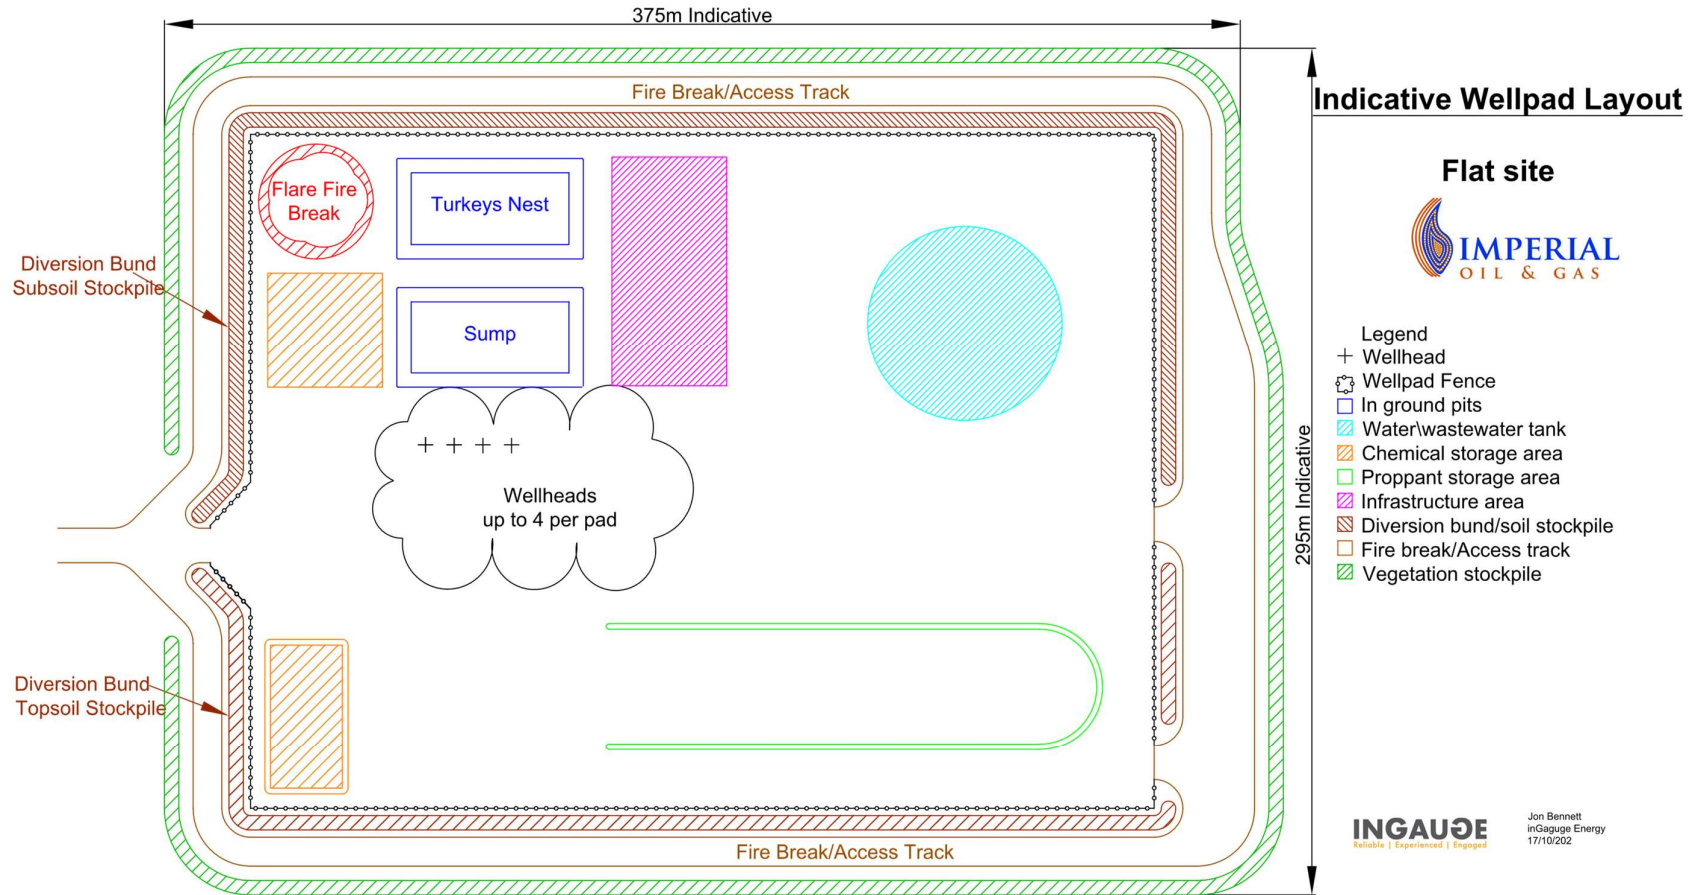 375m Indicative
Fire Break/Access Track
Indicative Wellpad Layout
Flat site
IMPERIAL
OIL & GAS
Flare Fire
Break
Turkeys Nest
Sump
Diversion Bund
Subsoil Stockpile
Wellheads
up to 4 per pad
295m Indicative
Legend
Wellhead
Wellpad Fence
In ground pits
Water\wastewater tank
Chemical storage area
Proppant storage area
Infrastructure area
Diversion bund/soil stockpile
Fire break/Access track
Vegetation stockpile
Diversion Bund
Topsoil Stockpile
Fire Break/Access Track
INGAUGE
Reliable | Experienced | Engaged
Jon Bennett
inGaguge Energy
17/10/202